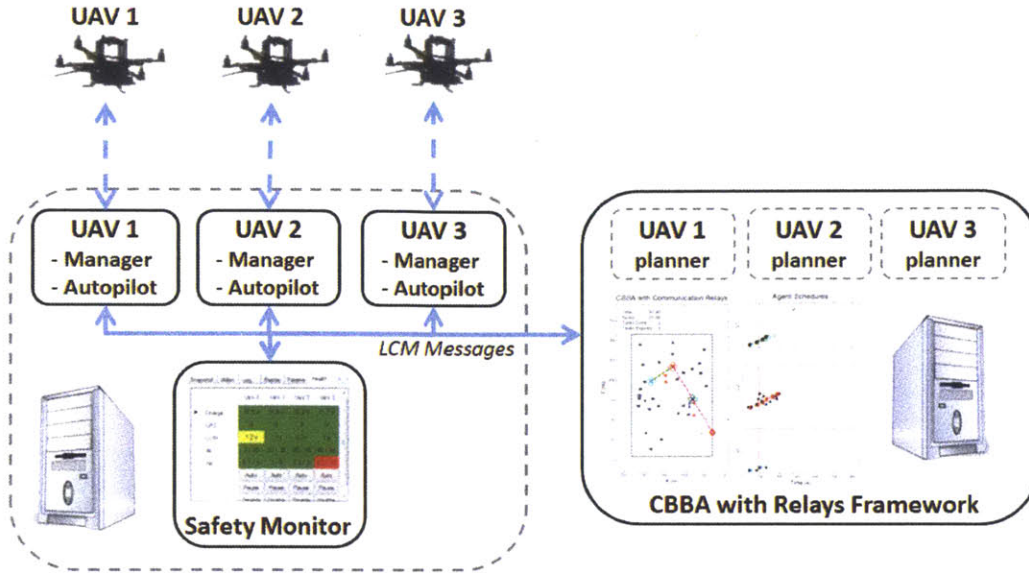 UAV 1
UAV 2
UAV 3
UAV 1
- Manager
- Autopilot
UAV 2
- Manager
- Autopilot
UAV 3
- Manager
- Autopilot
LCM Messages
Safety Monitor
UAV 1
planner
UAV 2
planner
UAV 3
planner
CBBA with Communication Relays
Agent Schedules
CBBA with Relays Framework